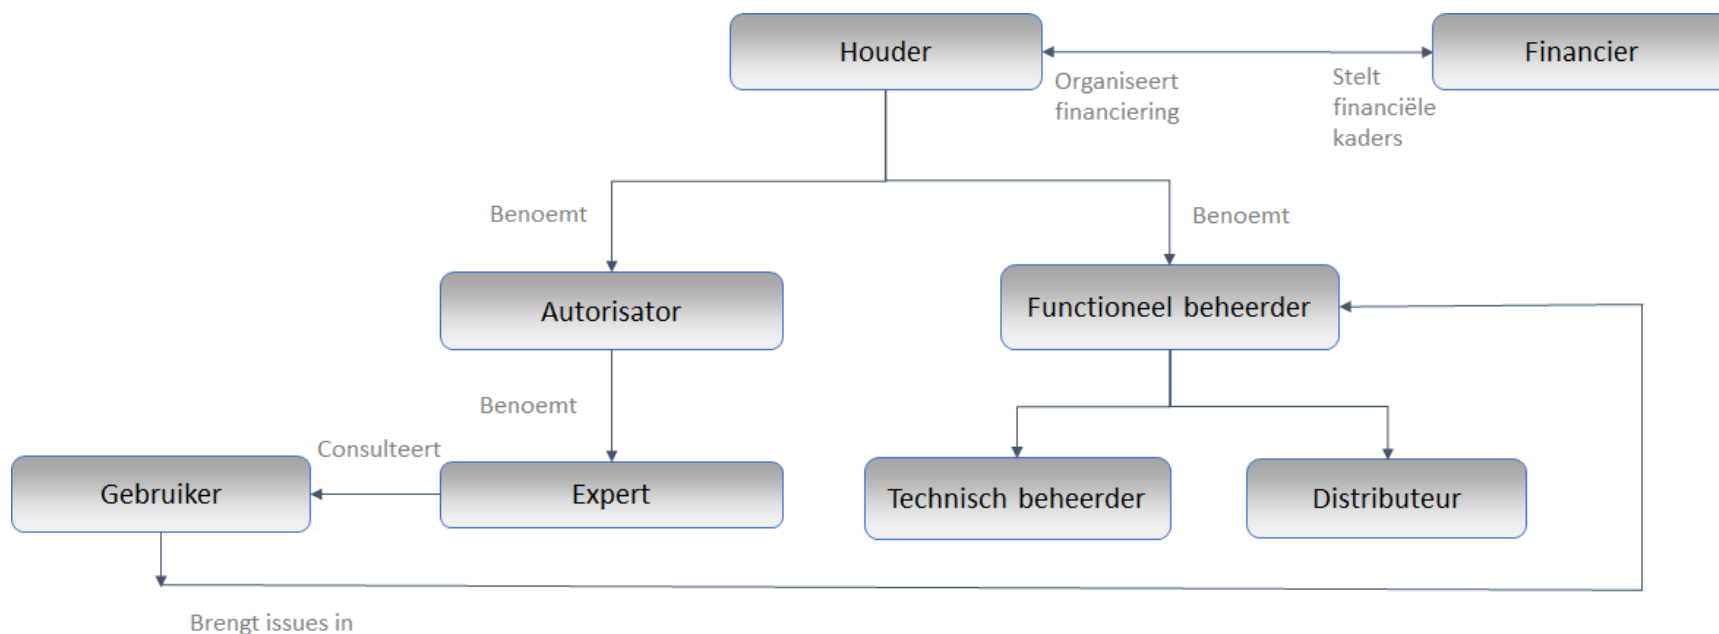 Houder
Financier
Organiseert
financiering
Stelt
financiële
kaders
Benoemt
Benoemt
Autorisator
Functioneel beheerder
Benoemt
Consulteert
Gebruiker
Expert
Technisch beheerder
Distributeur
Brengt issues in